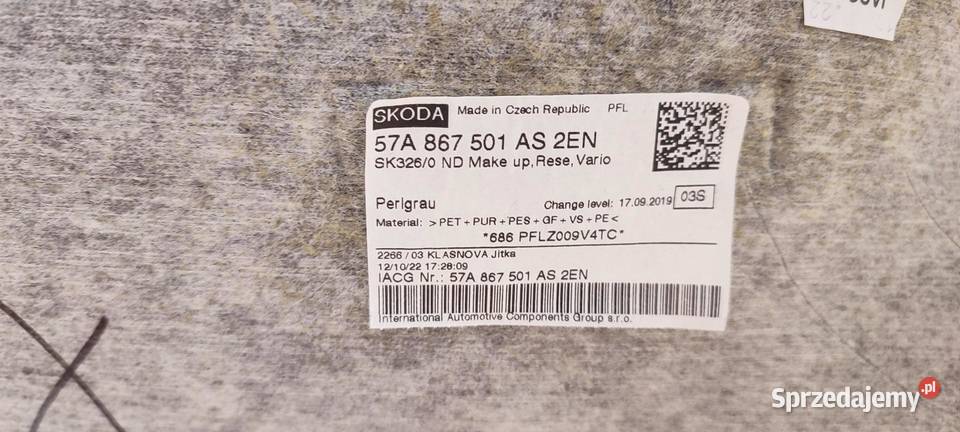 SKODA Made in Czech Republic PFL
57A 867 501 AS 2EN
SK326/0 ND Make up,Rese,Vario
Perlgrau Change level: 17.09.2019 03S
Material: >PET+PUR+PES+GF+VS+PE<
*686 PFLZ009V4TC*
2266 / 03 KLASNOVA Jitka
12/10/22 17:28:09
IACG Nr.: 57A 867 501 AS 2EN
International Automotive Components Group s.r.o.
Sprzedajemy.pl